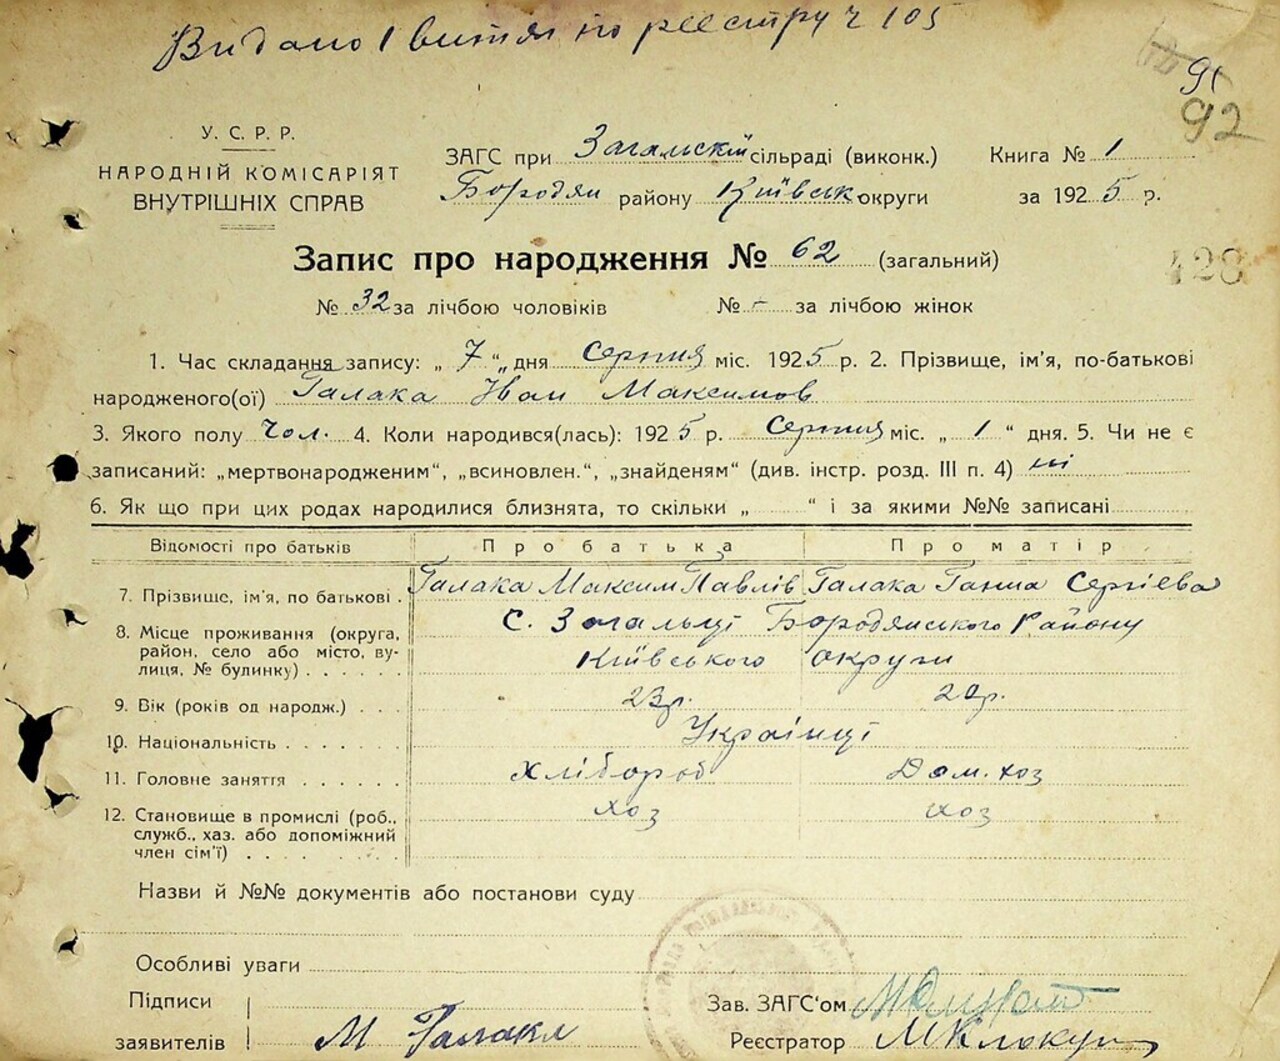 Видано 1 витяг по реєстру ч 105
91
92
У. С. Р. Р.
НАРОДНІЙ КОМІСАРІЯТ
ВНУТРІШНІХ СПРАВ
ЗАГС при Загальскій сільраді (виконк.) Книга № 1
Бородян району Київськ округи за 1925 р.
Запис про народження № 62 (загальний)
428
№ 32 за лічбою чоловіків № - за лічбою жінок
1. Час складання запису: „ 7 “ дня Серпня міс. 1925 р. 2. Прізвище, ім'я, по-батькові
народженого(ої) Галака Іван Максимов
3. Якого полу чол. 4. Коли народився(лась): 1925 р. Серпня міс. „ 1 “ дня. 5. Чи не є
записаний: „мертвонародженим“, „всиновлен.“, „знайденям“ (див. інстр. розд. III п. 4) ні
6. Як що при цих родах народилися близнята, то скільки „ “ і за якими №№ записані
Відомості про батьків Про батька Про матір
7. Прізвище, ім'я, по батькові . Галака Максим Павлів Галака Ганна Сергієва
8. Місце проживання (округа, район, село або місто, вулиця, № будинку) . . . . . . С. Загальці Бородянського Району
Київського округи
9. Вік (років од народж.) . . . 23 р. 20 р.
10. Національність . . . . . . . Українці
11. Головне заняття . . . . . . Хлібороб Дом. хоз
12. Становище в промислі (роб., служб., хаз. або допоміжний член сім'ї) . . . . . . . хоз хоз
Назви й №№ документів або постанови суду
Особливі уваги
Підписи
заявителів М Галака
Зав. ЗАГС'ом
Реєстратор